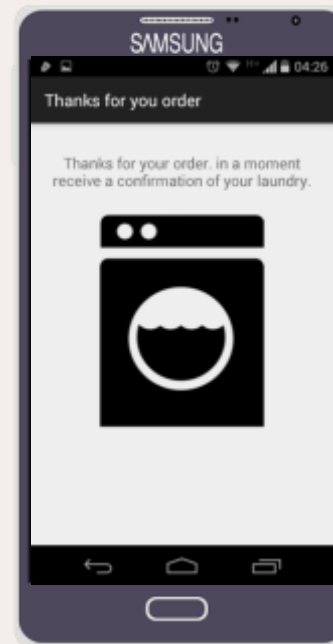 SAMSUNG
04:26
Thanks for you order
Thanks for your order. in a moment
receive a confirmation of your laundry.